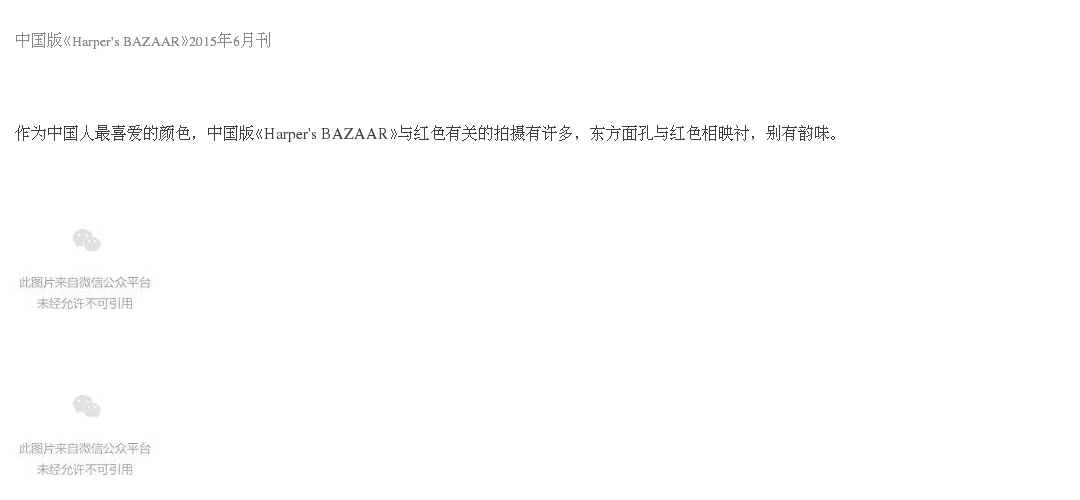 中国版《Harper's BAZAAR》2015年6月刊
作为中国人最喜爱的颜色，中国版《Harper's BAZAAR》与红色有关的拍摄有许多，东方面孔与红色相映衬，别有韵味。
此图片来自微信公众平台
未经允许不可引用
此图片来自微信公众平台
未经允许不可引用